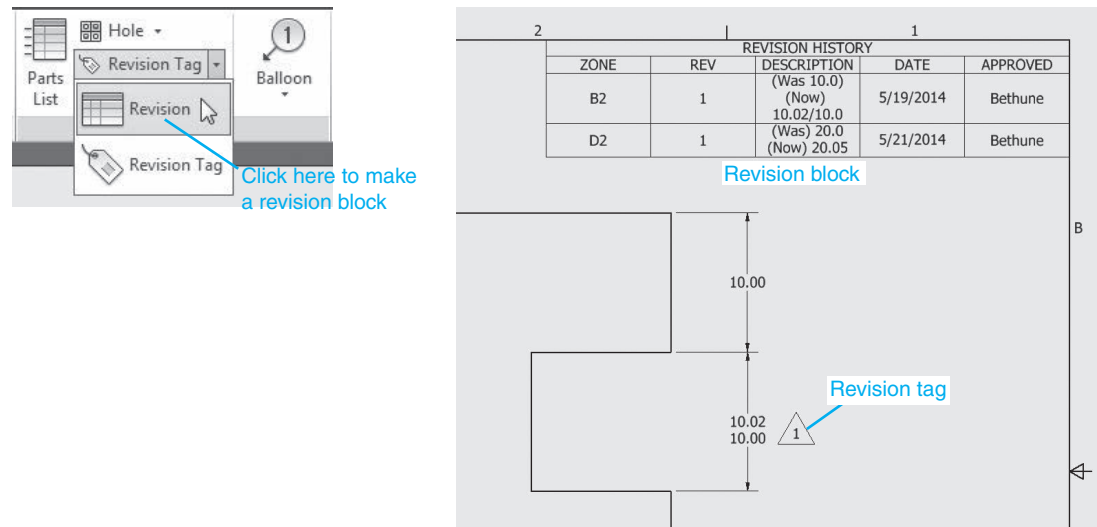 Hole
Revision Tag
Parts
List
Revision
Revision Tag
1
Balloon
Click here to make
a revision block
2
1
REVISION HISTORY
ZONE REV DESCRIPTION DATE APPROVED
B2 1 (Was 10.0) 5/19/2014 Bethune
(Now)
10.02/10.0
D2 1 (Was) 20.0 5/21/2014 Bethune
(Now) 20.05
Revision block
B
10.00
Revision tag
10.02
10.00
1